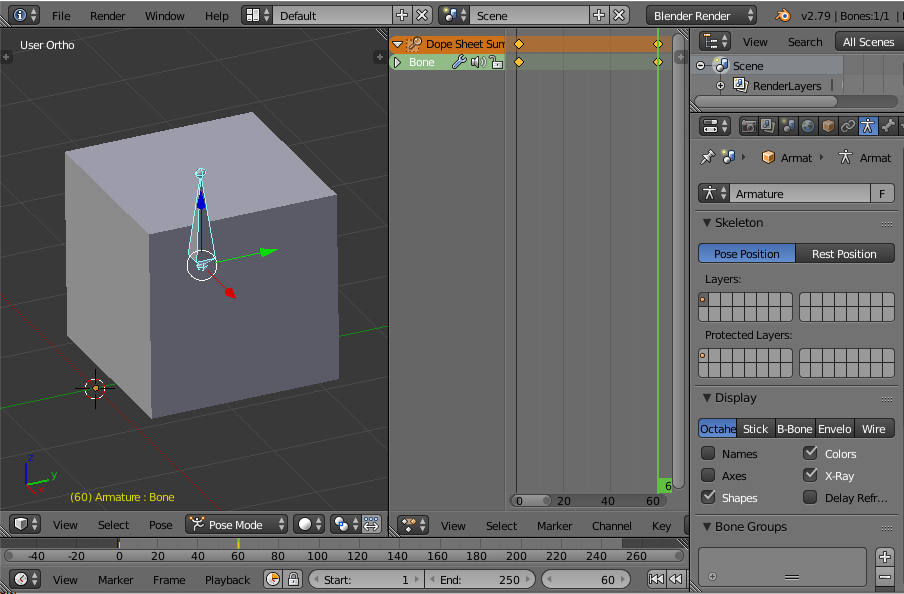 File Render Window Help Default Scene Blender Render v2.79 | Bones:1/1 |
User Ortho
Dope Sheet Sum
Bone
View Search All Scenes
Scene
RenderLayers
Armat Armat
Armature F
Skeleton
Pose Position Rest Position
Layers:
Protected Layers:
Display
Octahe Stick B-Bone Envelo Wire
Names Colors
Axes X-Ray
Shapes Delay Refr...
Bone Groups
z
y
x
(60) Armature : Bone
6
0 20 40 60
View Select Pose Pose Mode
View Select Marker Channel Key
-40 -20 0 20 40 60 80 100 120 140 160 180 200 220 240 260
View Marker Frame Playback Start: 1 End: 250 60